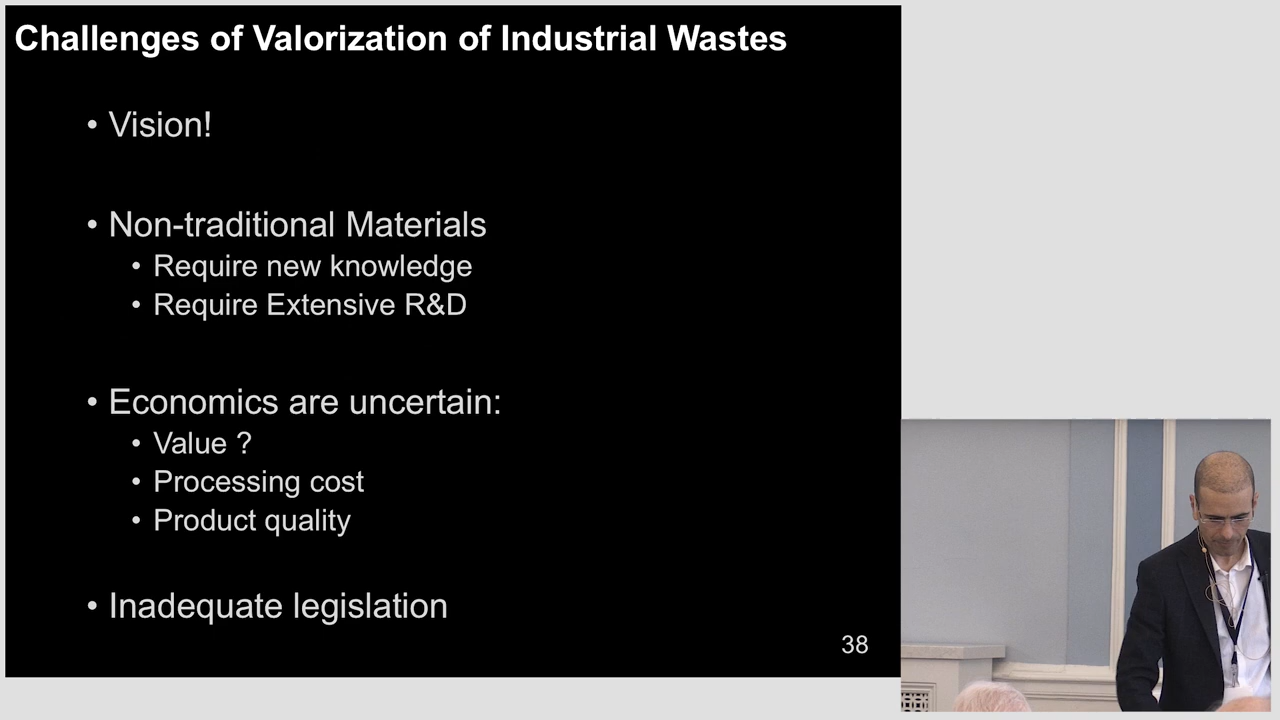 Challenges of Valorization of Industrial Wastes
• Vision!
• Non-traditional Materials
• Require new knowledge
• Require Extensive R&D
• Economics are uncertain:
• Value ?
• Processing cost
• Product quality
• Inadequate legislation
38